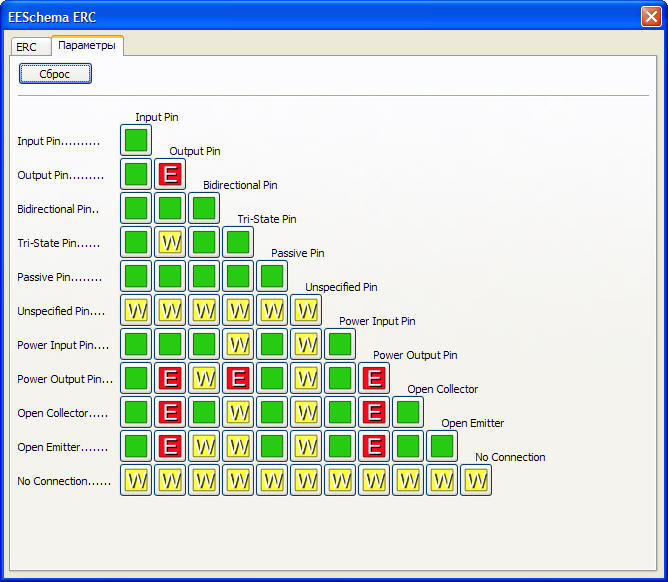 EESchema ERC
ERC Параметры
Сброс
Input Pin
Input Pin..........
Output Pin
Output Pin......... E
Bidirectional Pin
Bidirectional Pin..
Tri-State Pin
Tri-State Pin...... W
Passive Pin
Passive Pin........
Unspecified Pin
Unspecified Pin.... W W W W W W
Power Input Pin
Power Input Pin.... W W
Power Output Pin
Power Output Pin... E W E W E
Open Collector
Open Collector..... E W W E
Open Emitter
Open Emitter....... E W W W E
No Connection
No Connection...... W W W W W W W W W W W